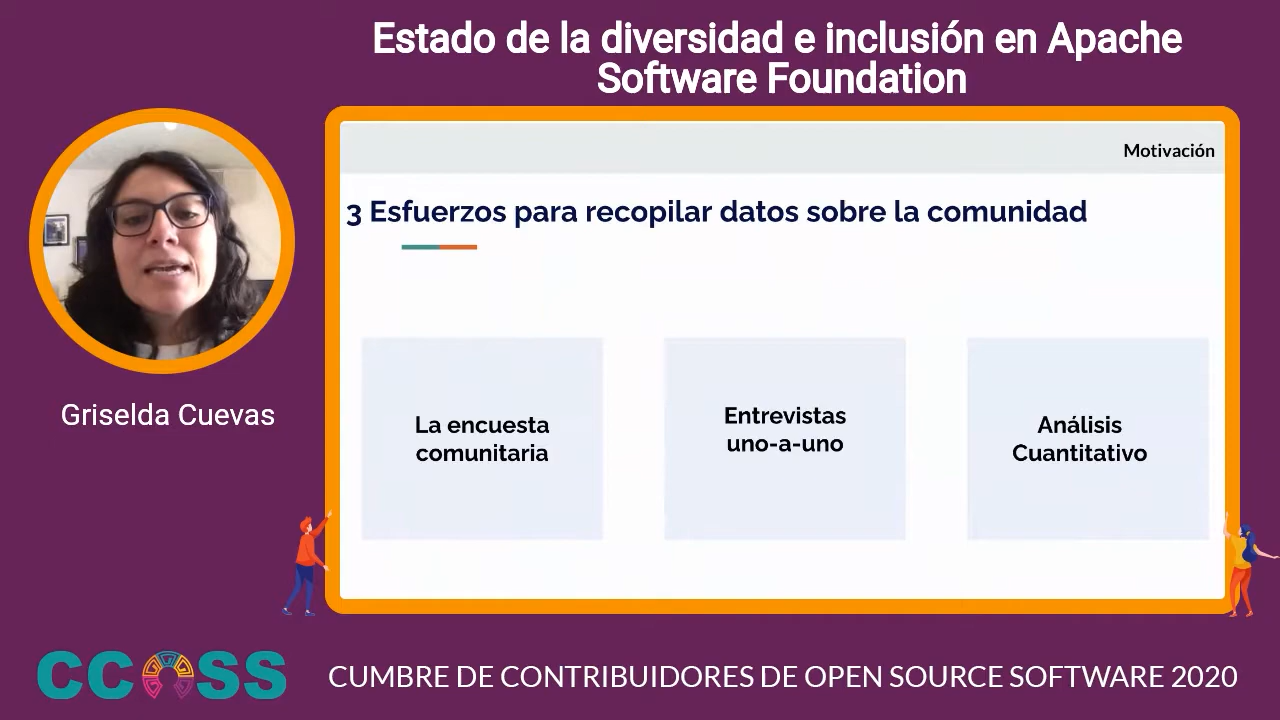 Estado de la diversidad e inclusión en Apache
Software Foundation
Motivación
3 Esfuerzos para recopilar datos sobre la comunidad
La encuesta
comunitaria
Entrevistas
uno-a-uno
Análisis
Cuantitativo
Griselda Cuevas
CCOSS
CUMBRE DE CONTRIBUIDORES DE OPEN SOURCE SOFTWARE 2020